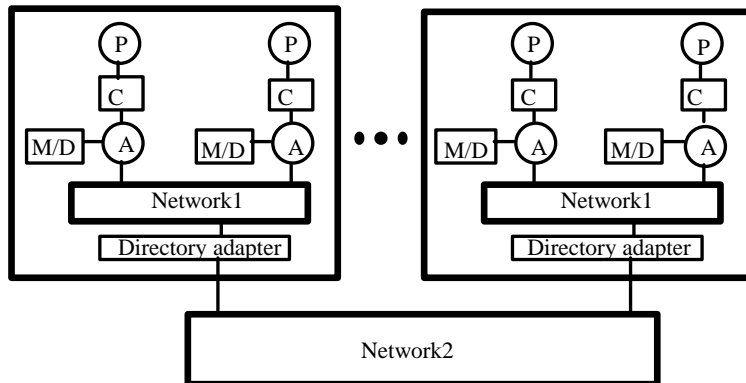 P P P P
C C C C
M/D A M/D A M/D A M/D A
Network1 Network1
Directory adapter Directory adapter
Network2